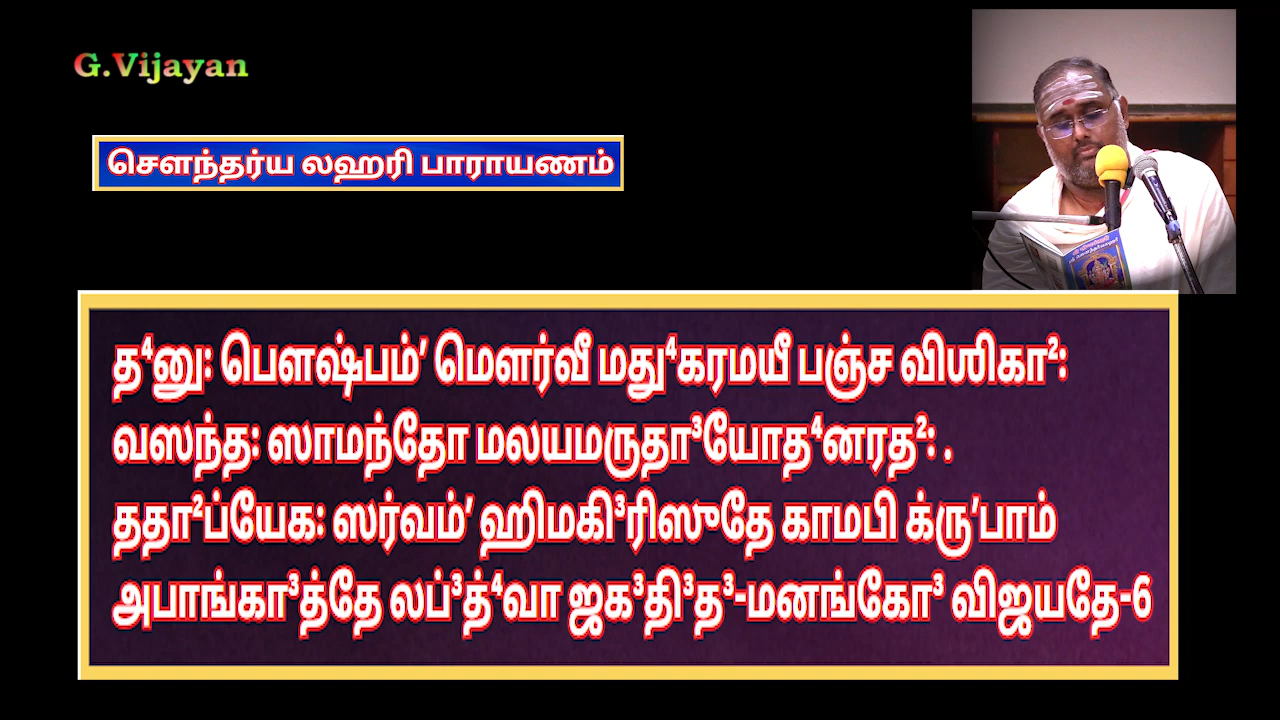 G.Vijayan
சௌந்தர்ய லஹரி பாராயணம்
த⁴னு: பௌஷ்பம்ʼ மௌர்வீ மது⁴கரமயீ பஞ்ச விஶிகா²:
வஸந்த: ஸாமந்தோ மலயமருதா³யோத⁴னரத²: .
ததா²ப்யேக: ஸர்வம்ʼ ஹிமகி³ரிஸுதே காமபி க்ருʼபாம்
அபாங்கா³த்தே லப்³த்⁴வா ஜக³தி³த³-மனங்கோ³ விஜயதே-6